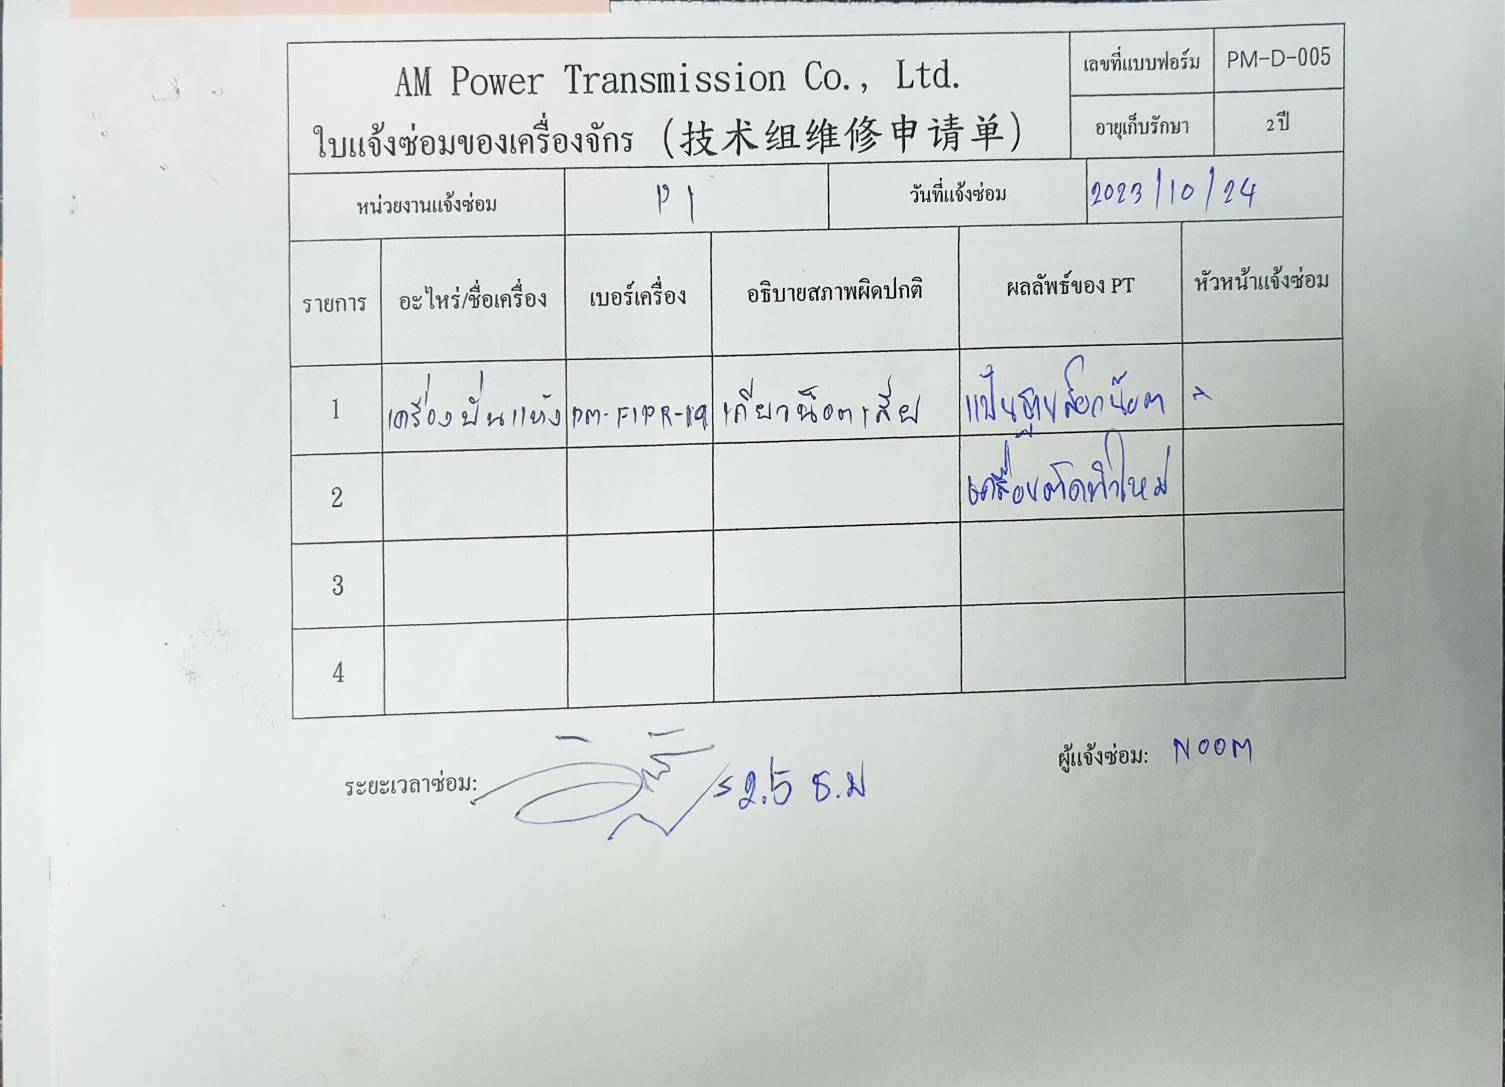 AM Power Transmission Co., Ltd.
ใบแจ้งซ่อมของเครื่องจักร (技术组维修申请单)
เลขที่แบบฟอร์ม PM-D-005
อายุเก็บรักษา 2 ปี
หน่วยงานแจ้งซ่อม P1 วันที่แจ้งซ่อม 2023/10/24
รายการ อะไหร่/ชื่อเครื่อง เบอร์เครื่อง อธิบายสภาพผิดปกติ ผลลัพธ์ของ PT หัวหน้าแจ้งซ่อม
1 เครื่องปั่นแห้ง เกียวน็อตเสีย แป้นฐานล็อกน็อต
2 เครื่องตัดทำใหม่
3
4
ระยะเวลาซ่อม: 2.5 ช.ม
ผู้แจ้งซ่อม: NOOM